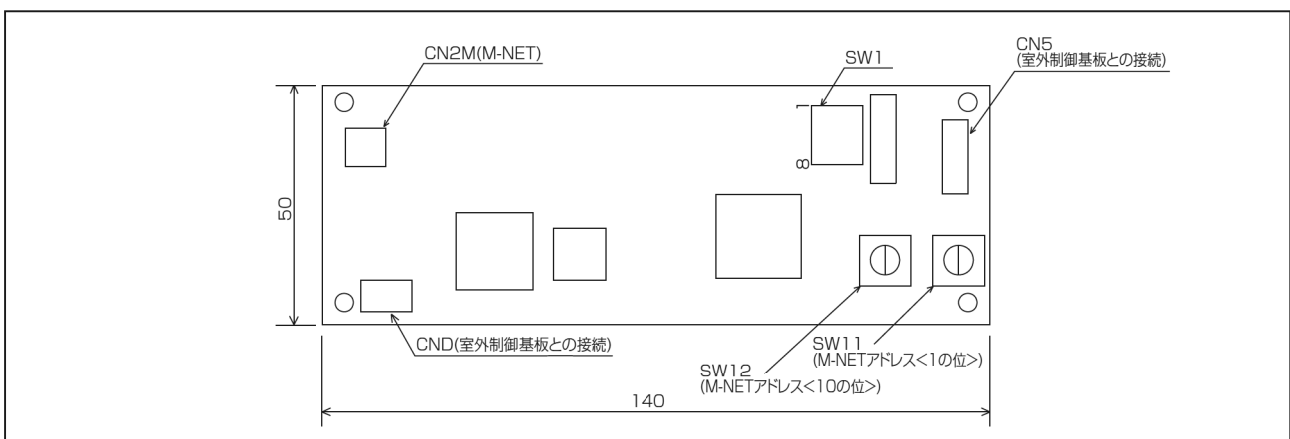 CN2M(M-NET)
SW1
CN5
(室外制御基板との接続)
1
8
50
CND(室外制御基板との接続)
SW11
(M-NETアドレス<1の位>)
SW12
(M-NETアドレス<10の位>)
140